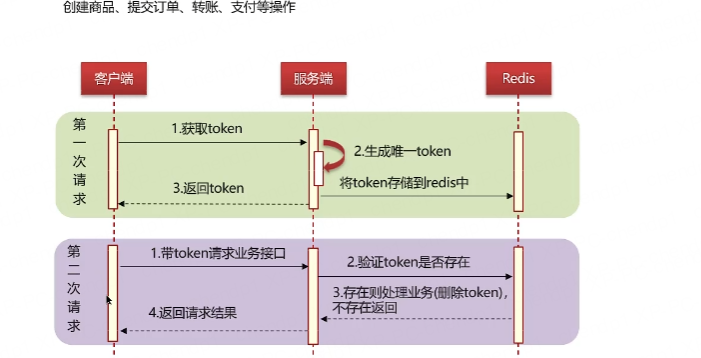 创建商品、提交订单、转账、支付等操作
客户端
服务端
Redis
第一次请求
1.获取token
2.生成唯一token
3.返回token
将token存储到redis中
第二次请求
1.带token请求业务接口
2.验证token是否存在
3.存在则处理业务(删除token)，
不存在返回
4.返回请求结果